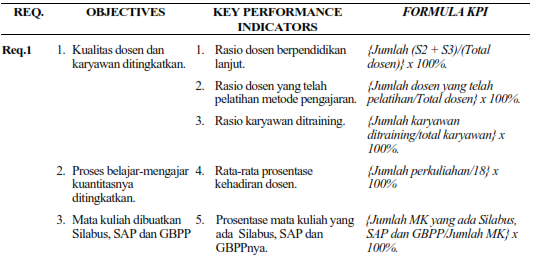 REQ. OBJECTIVES KEY PERFORMANCE INDICATORS FORMULA KPI
Req.1 1. Kualitas dosen dan karyawan ditingkatkan.
1. Rasio dosen berpendidikan lanjut.
{Jumlah (S2 + S3)/(Total dosen)} x 100%.
2. Rasio dosen yang telah pelatihan metode pengajaran.
{Jumlah dosen yang telah pelatihan/Total dosen} x 100%.
3. Rasio karyawan ditraining.
{Jumlah karyawan ditraining/total karyawan} x 100%.
2. Proses belajar-mengajar kuantitasnya ditingkatkan.
4. Rata-rata prosentase kehadiran dosen.
{Jumlah perkuliahan/18} x 100%
3. Mata kuliah dibuatkan Silabus, SAP dan GBPP
5. Prosentase mata kuliah yang ada Silabus, SAP dan GBPPnya.
{Jumlah MK yang ada Silabus, SAP dan GBPP/Jumlah MK} x 100%.